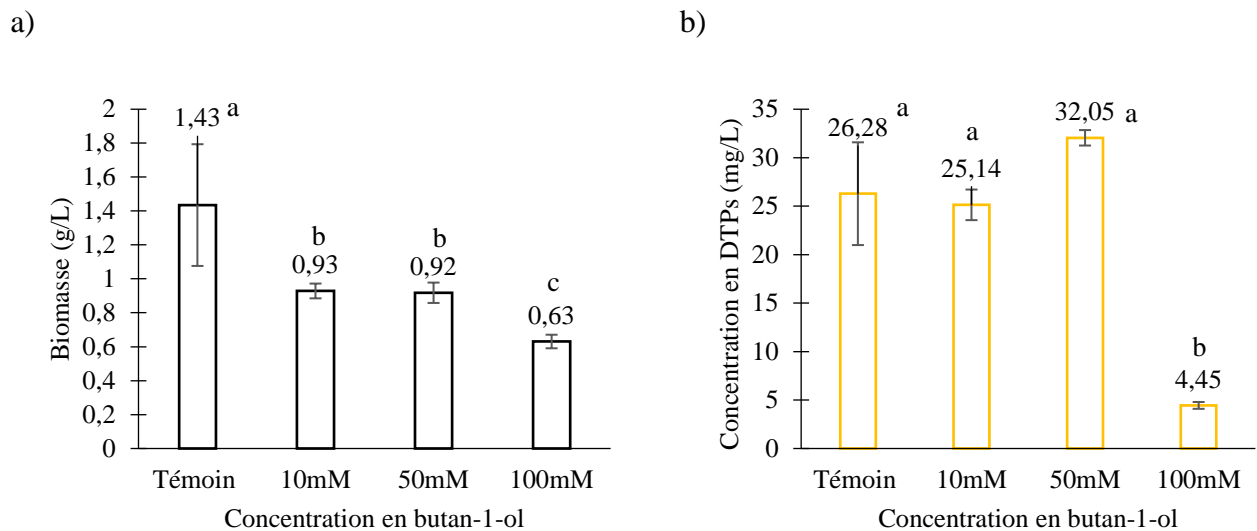 a)
Biomasse (g/L)
2
1,8
1,6
1,4
1,2
1
0,8
0,6
0,4
0,2
0
1,43 a
b
0,93
b
0,92
c
0,63
Témoin 10mM 50mM 100mM
Concentration en butan-1-ol
b)
Concentration en DTPs (mg/L)
35
30
25
20
15
10
5
0
a
26,28
a
25,14
32,05 a
b
4,45
Témoin 10mM 50mM 100mM
Concentration en butan-1-ol